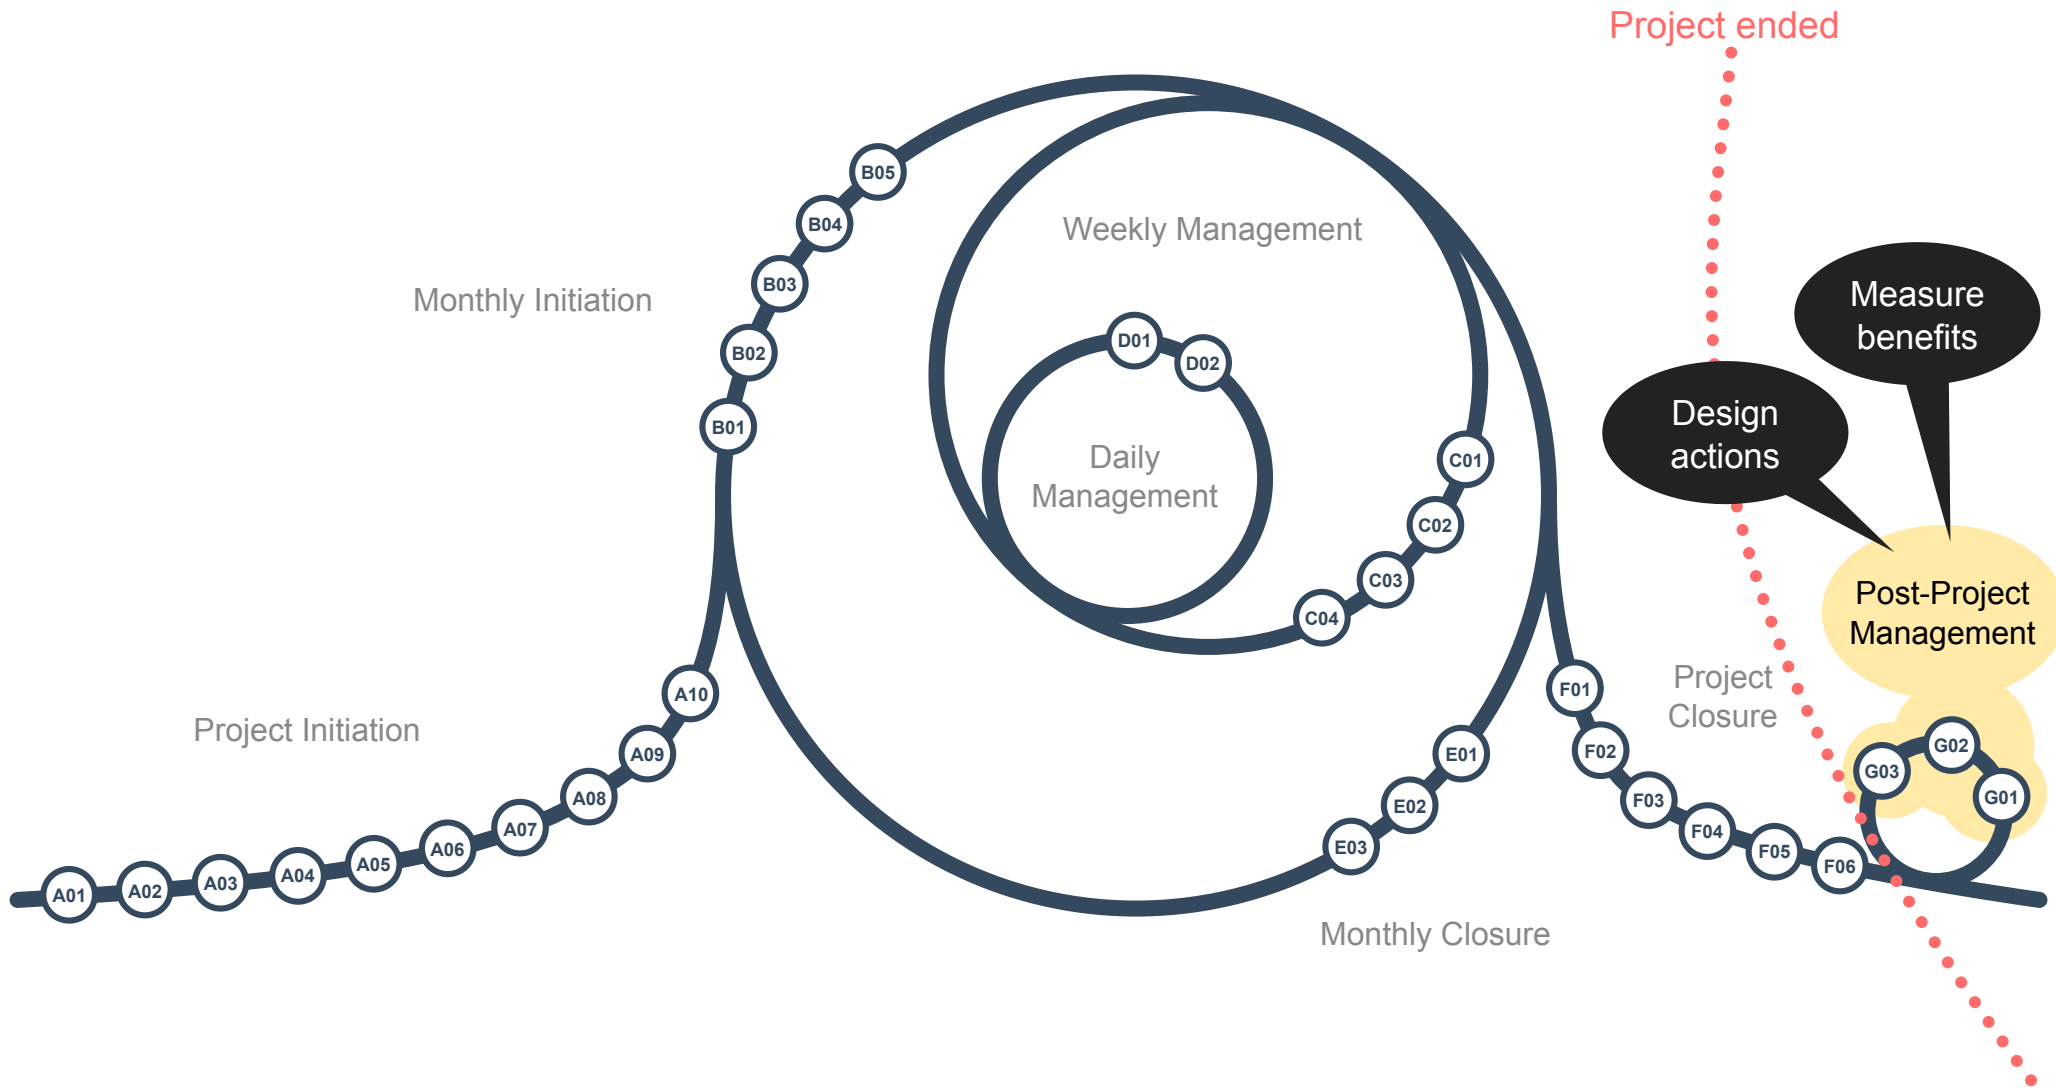 Project ended
B05
B04
B03
B02
B01
Monthly Initiation
Weekly Management
D01
D02
Daily
Management
C01
C02
C03
C04
Measure
benefits
Design
actions
Post-Project
Management
Project Initiation
A01
A02
A03
A04
A05
A06
A07
A08
A09
A10
E01
E02
E03
Monthly Closure
F01
F02
F03
F04
F05
F06
Project
Closure
G03
G02
G01